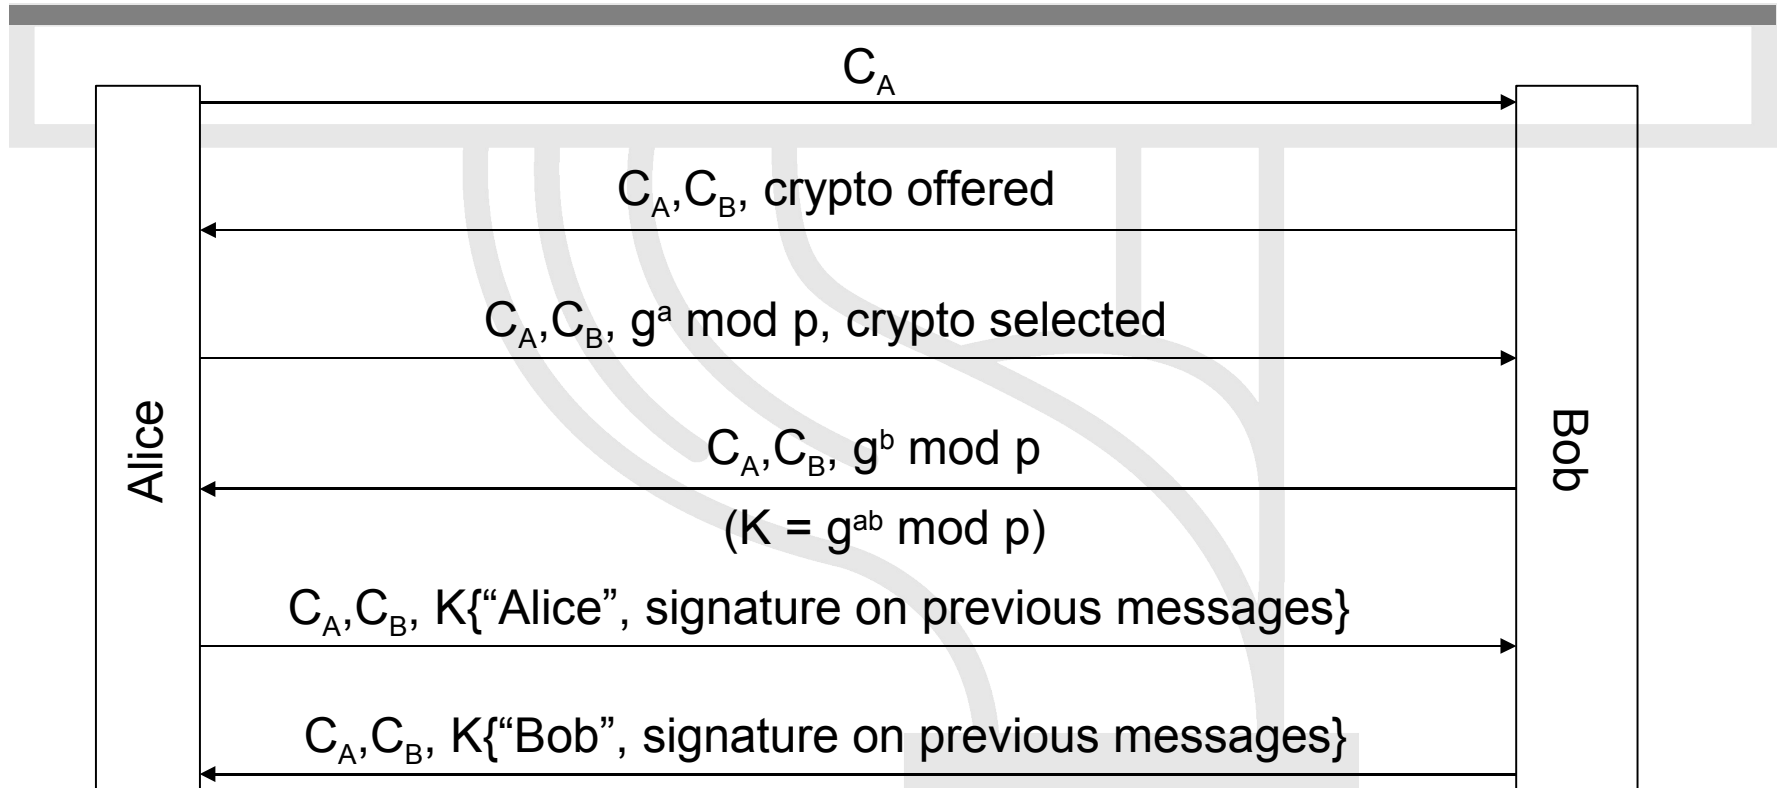 C_A
C_A,C_B, crypto offered
C_A,C_B, g^a mod p, crypto selected
Alice
Bob
C_A,C_B, g^b mod p
(K = g^ab mod p)
C_A,C_B, K{“Alice”, signature on previous messages}
C_A,C_B, K{“Bob”, signature on previous messages}